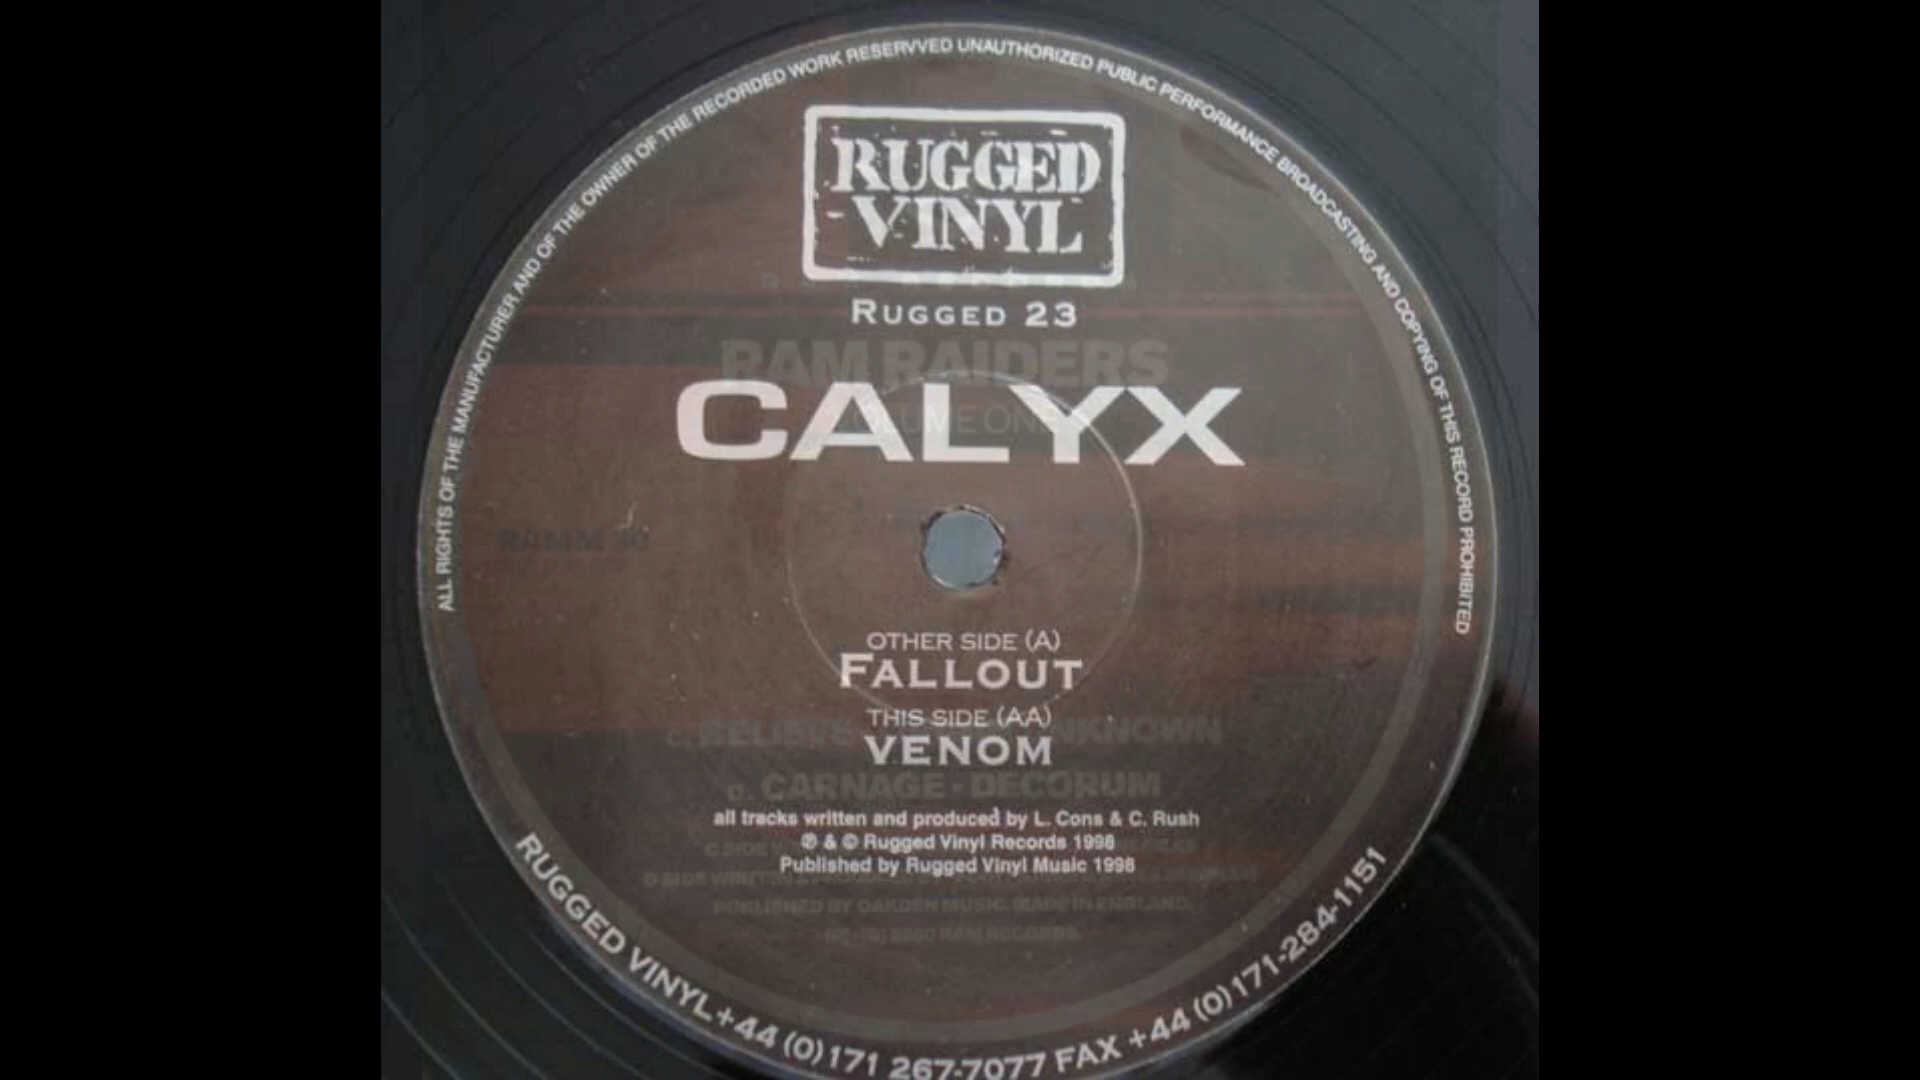 ALL RIGHTS OF THE MANUFACTURER AND OF THE OWNER OF THE RECORDED WORK RESERVVED UNAUTHORIZED PUBLIC PERFORMANCE BROADCASTING AND COPYING OF THIS RECORD PROHIBITED
RUGGED
VINYL
RUGGED 23
RAM RAIDERS
CALYX
RAMM 30
OTHER SIDE (A)
FALLOUT
THIS SIDE (AA)
VENOM
D. CARNAGE - DECORUM
all tracks written and produced by L. Cons & C. Rush
℗ & © Rugged Vinyl Records 1998
Published by Rugged Vinyl Music 1998
PUBLISHED BY OAKDEN MUSIC. MADE IN ENGLAND.
RUGGED VINYL +44 (0) 171 267-7077 FAX +44 (0) 171-284-1151